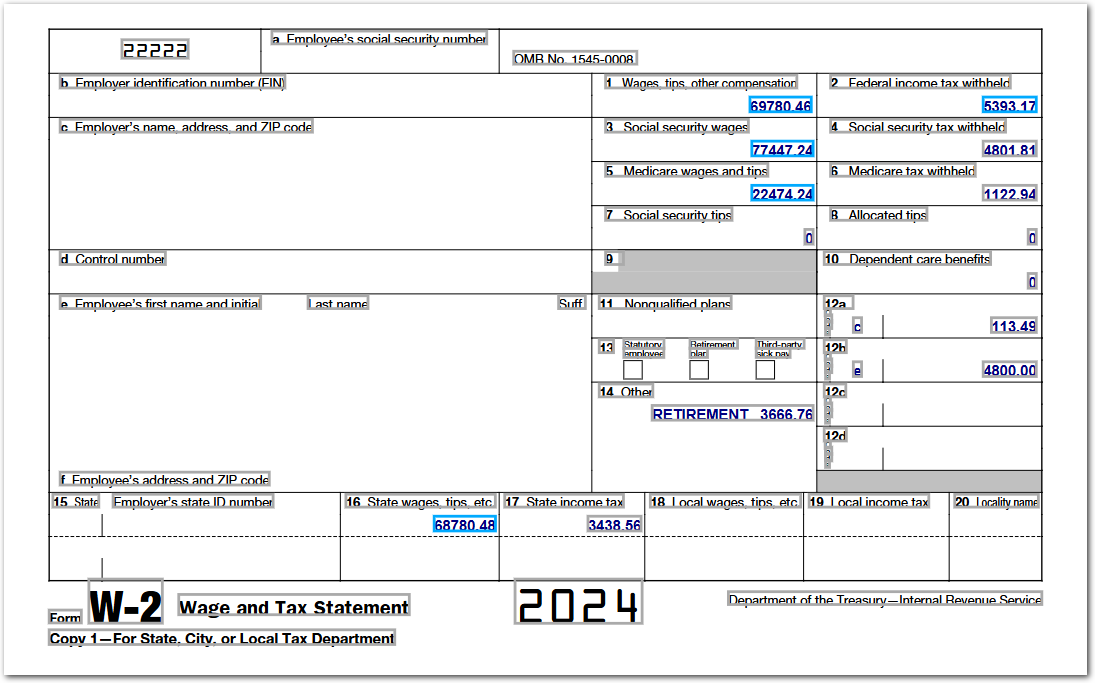 22222
a Employee's social security number
OMB No. 1545-0008
b Employer identification number (EIN)
1 Wages, tips, other compensation
69780.46
2 Federal income tax withheld
5393.17
c Employer's name, address, and ZIP code
3 Social security wages
77447.24
4 Social security tax withheld
4801.81
5 Medicare wages and tips
22474.24
6 Medicare tax withheld
1122.94
7 Social security tips
0
8 Allocated tips
0
d Control number
9
10 Dependent care benefits
0
e Employee's first name and initial Last name Suff.
11 Nonqualified plans
12a
c 113.49
13 Statutory employee Retirement plan Third-party sick pay
12b
e 4800.00
14 Other
RETIREMENT 3666.76
12c
12d
f Employee's address and ZIP code
15 State Employer's state ID number
16 State wages, tips, etc.
68780.48
17 State income tax
3438.56
18 Local wages, tips, etc.
19 Local income tax
20 Locality name
Form W-2 Wage and Tax Statement
2024
Department of the Treasury—Internal Revenue Service
Copy 1—For State, City, or Local Tax Department